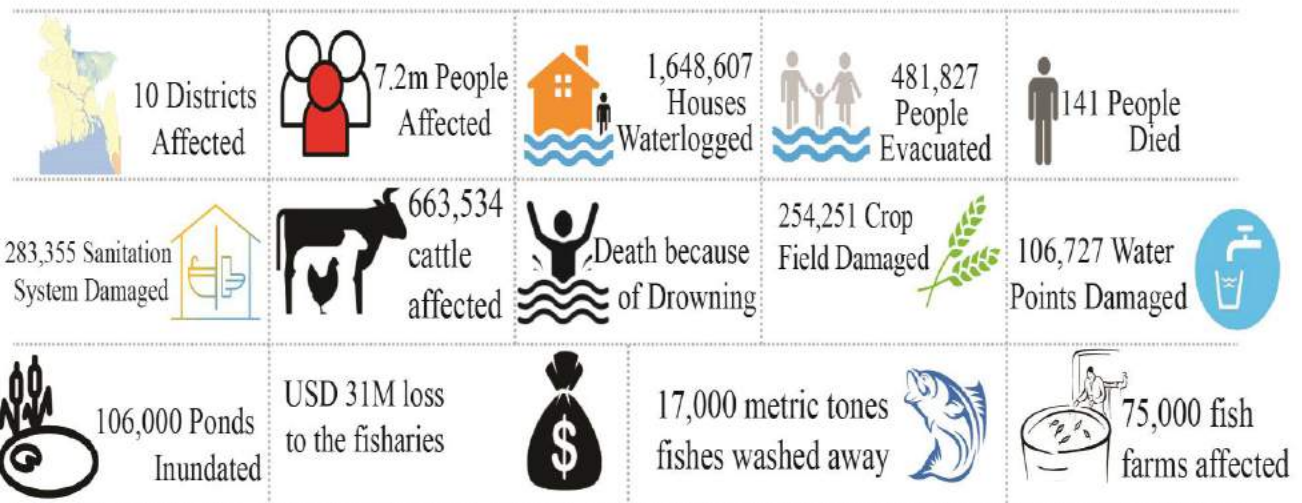 10 Districts
Affected
7.2m People
Affected
1,648,607
Houses
Waterlogged
481,827
People
Evacuated
141 People
Died
283,355 Sanitation
System Damaged
663,534
cattle
affected
Death because
of Drowning
254,251 Crop
Field Damaged
106,727 Water
Points Damaged
106,000 Ponds
Inundated
USD 31M loss
to the fisharies
$
17,000 metric tones
fishes washed away
75,000 fish
farms affected